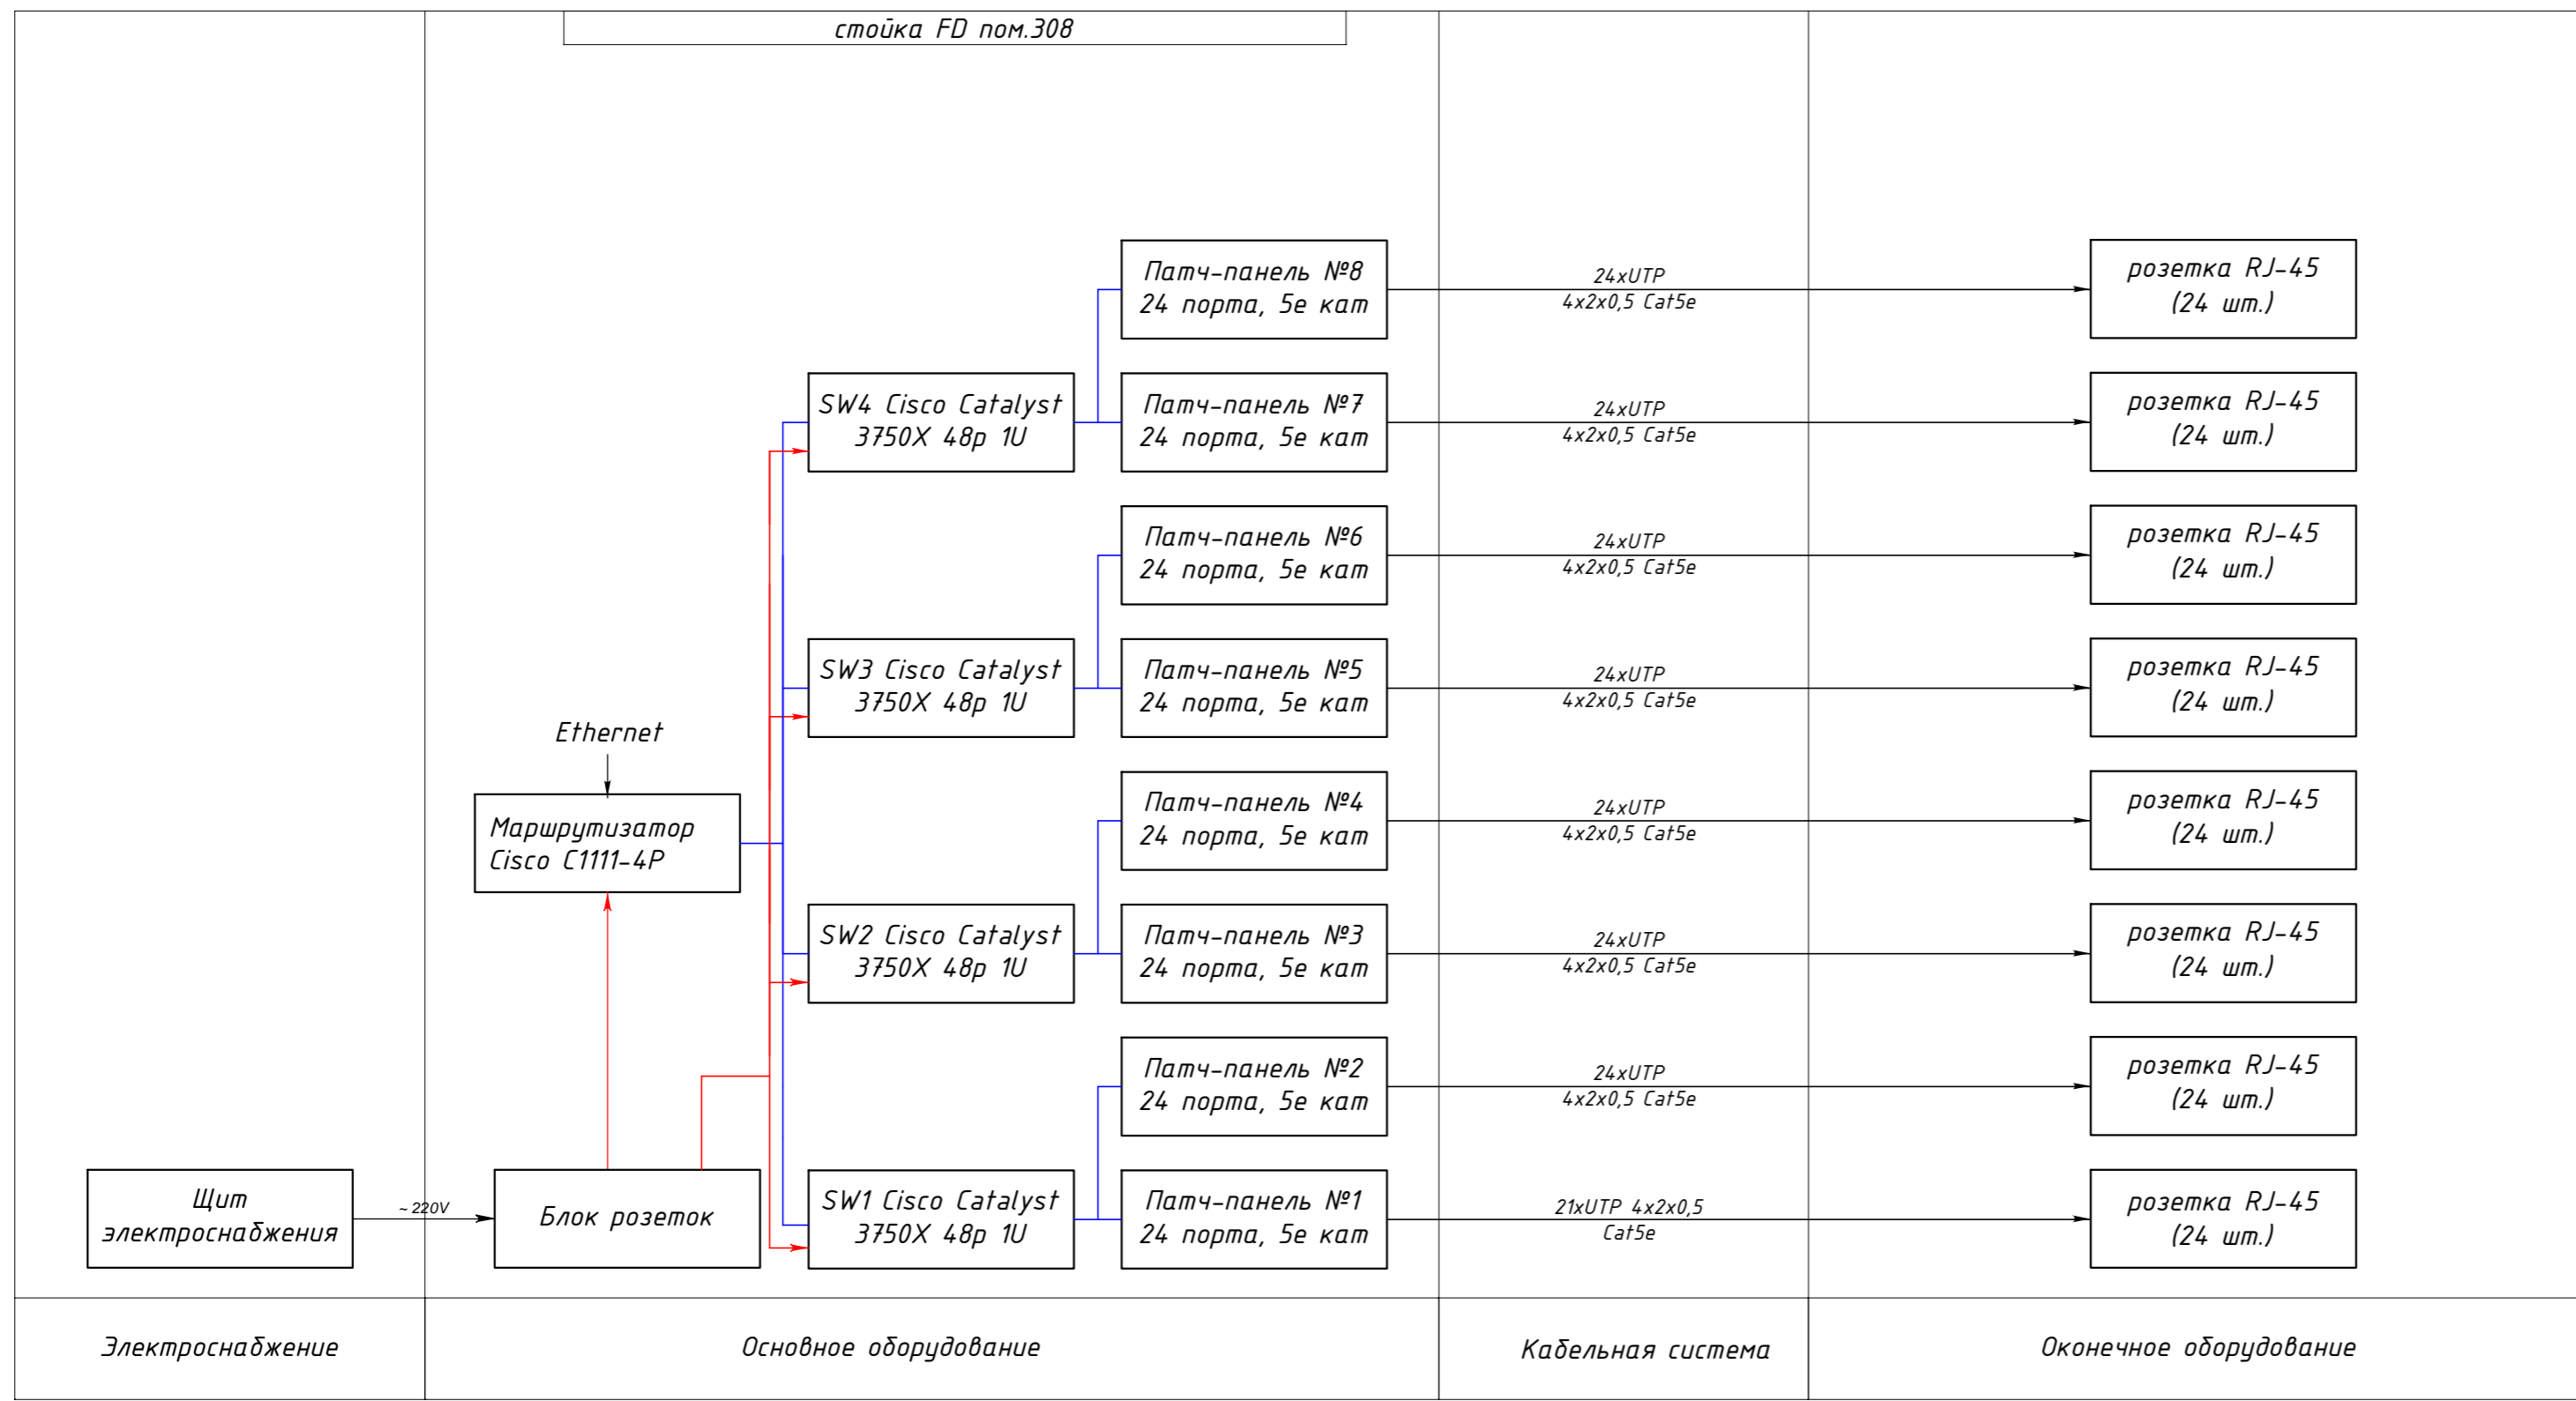 стойка FD пом.308
Патч-панель №8
24 порта, 5е кат
24xUTP
4x2x0,5 Cat5e
розетка RJ-45
(24 шт.)
SW4 Cisco Catalyst
3750X 48p 1U
Патч-панель №7
24 порта, 5е кат
24xUTP
4x2x0,5 Cat5e
розетка RJ-45
(24 шт.)
Патч-панель №6
24 порта, 5е кат
24xUTP
4x2x0,5 Cat5e
розетка RJ-45
(24 шт.)
SW3 Cisco Catalyst
3750X 48p 1U
Патч-панель №5
24 порта, 5е кат
24xUTP
4x2x0,5 Cat5e
розетка RJ-45
(24 шт.)
Ethernet
Маршрутизатор
Cisco C1111-4P
Патч-панель №4
24 порта, 5е кат
24xUTP
4x2x0,5 Cat5e
розетка RJ-45
(24 шт.)
SW2 Cisco Catalyst
3750X 48p 1U
Патч-панель №3
24 порта, 5е кат
24xUTP
4x2x0,5 Cat5e
розетка RJ-45
(24 шт.)
Патч-панель №2
24 порта, 5е кат
24xUTP
4x2x0,5 Cat5e
розетка RJ-45
(24 шт.)
Щит
электроснабжения
~220V
Блок розеток
SW1 Cisco Catalyst
3750X 48p 1U
Патч-панель №1
24 порта, 5е кат
21xUTP 4x2x0,5
Cat5e
розетка RJ-45
(24 шт.)
Электроснабжение
Основное оборудование
Кабельная система
Оконечное оборудование